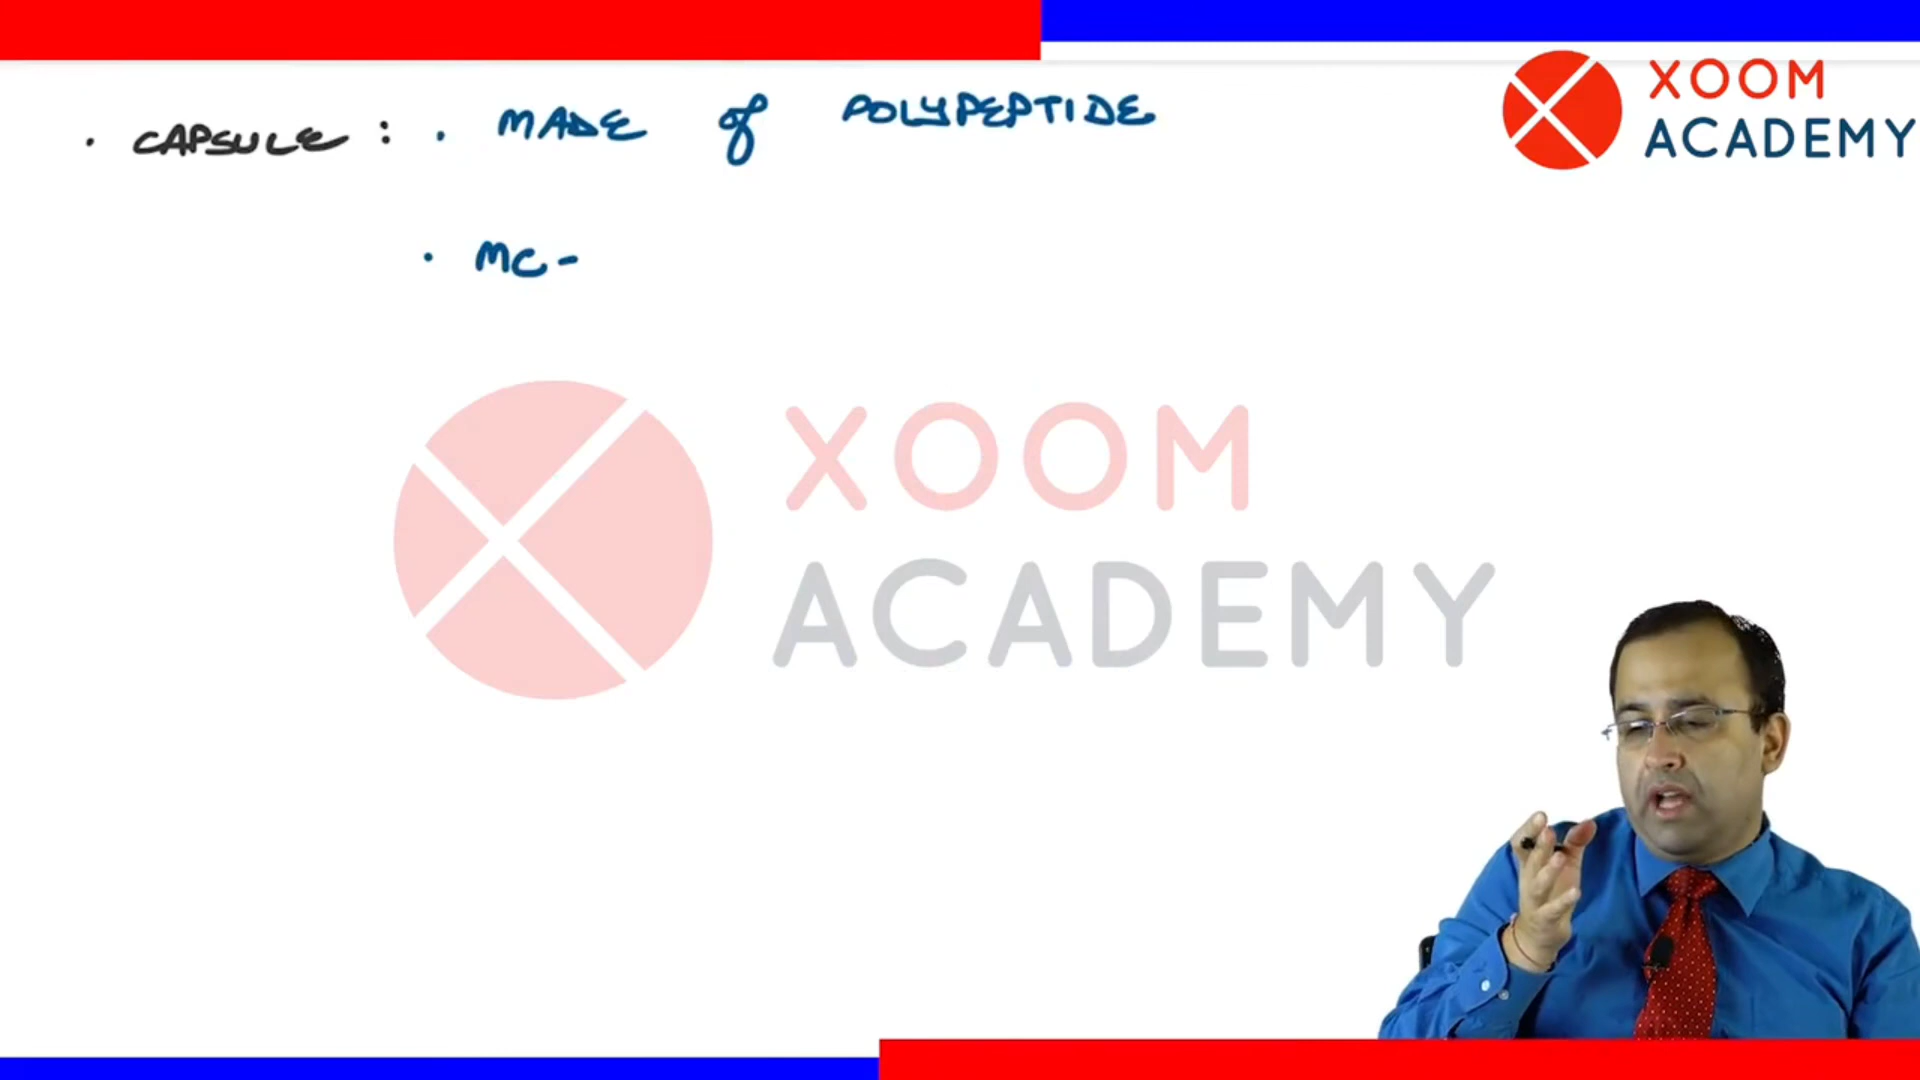 XOOM
ACADEMY
. CAPSULE : . MADE of POLYPEPTIDE
. MC-
XOOM
ACADEMY